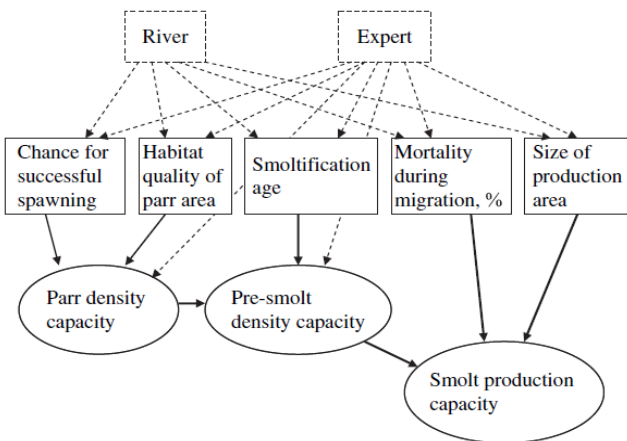 River
Expert
Chance for
successful
spawning
Habitat
quality of
parr area
Smoltification
age
Mortality
during
migration, %
Size of
production
area
Parr density
capacity
Pre-smolt
density capacity
Smolt production
capacity